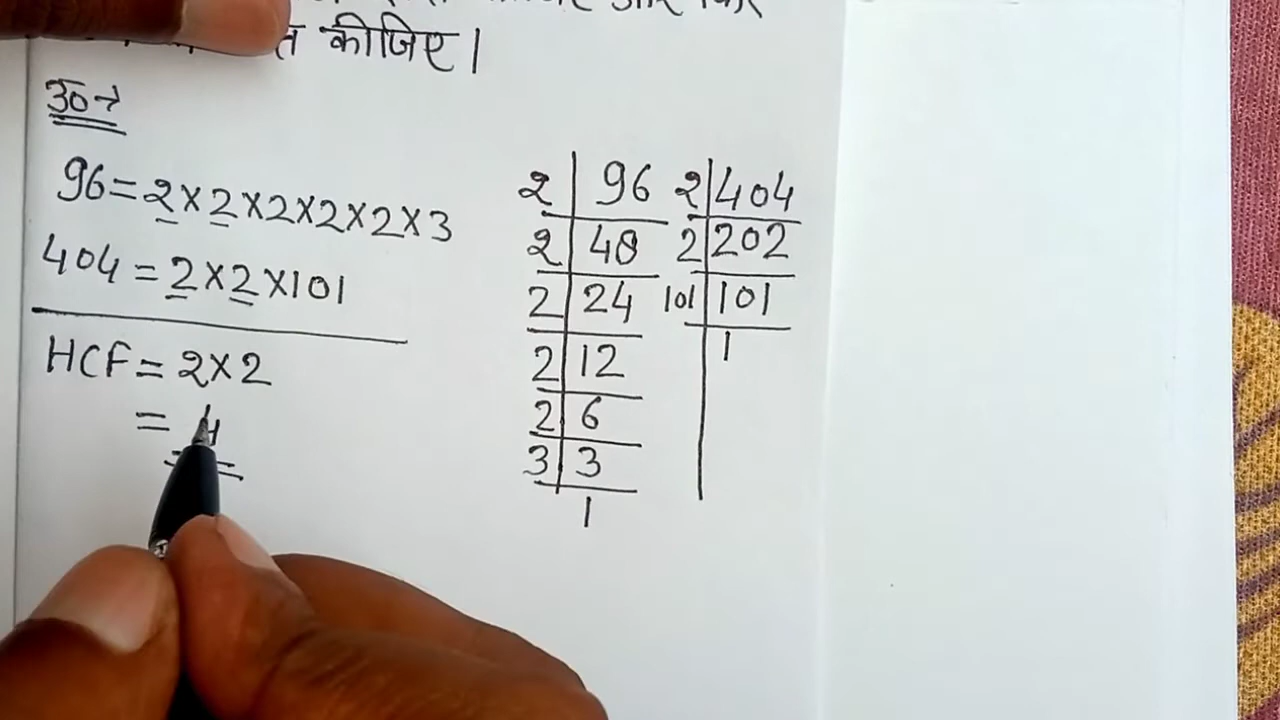 कीजिए।
उ०→
96=2×2×2×2×2×3
404=2×2×101
HCF=2×2
= 4
2 | 96
2 | 48
2 | 24
2 | 12
2 | 6
3 | 3
1
2 | 404
2 | 202
101 | 101
1